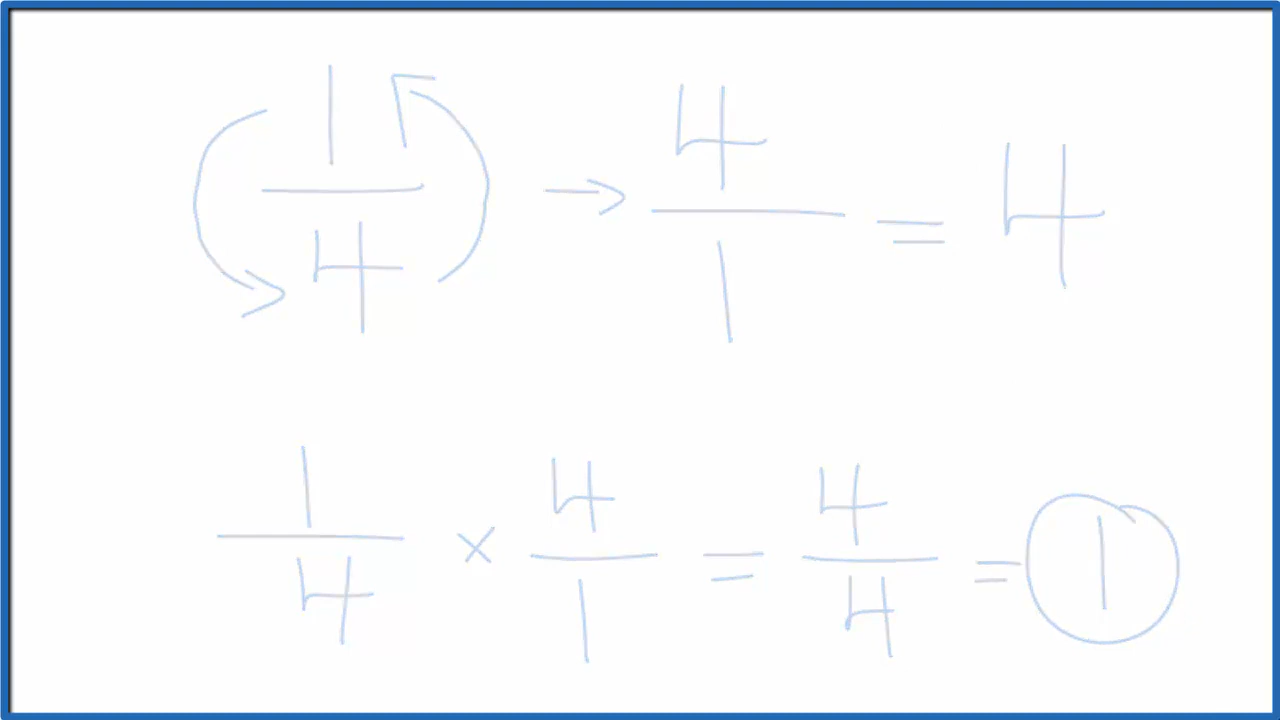 1/4 → 4/1 = 4
1/4 × 4/1 = 4/4 = 1